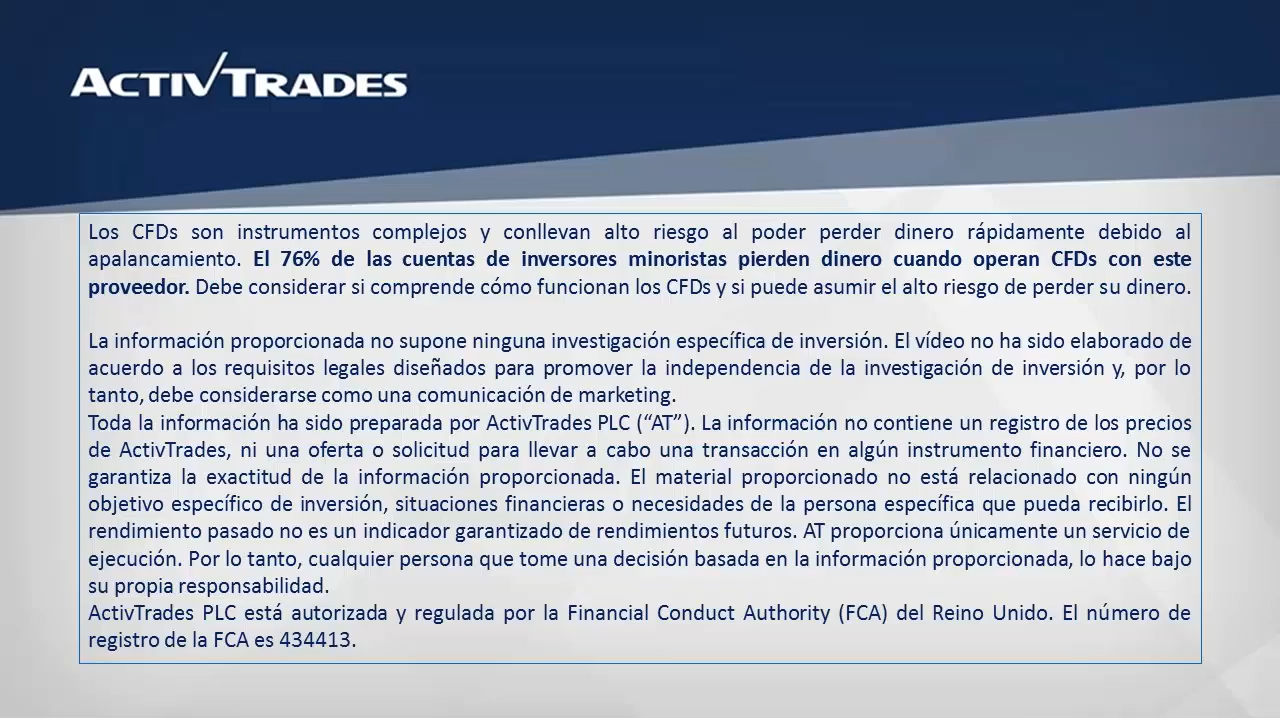 ACTIVTRADES
Los CFDs son instrumentos complejos y conllevan alto riesgo al poder perder dinero rápidamente debido al
apalancamiento. El 76% de las cuentas de inversores minoristas pierden dinero cuando operan CFDs con este
proveedor. Debe considerar si comprende cómo funcionan los CFDs y si puede asumir el alto riesgo de perder su dinero.
La información proporcionada no supone ninguna investigación específica de inversión. El vídeo no ha sido elaborado de
acuerdo a los requisitos legales diseñados para promover la independencia de la investigación de inversión y, por lo
tanto, debe considerarse como una comunicación de marketing.
Toda la información ha sido preparada por ActivTrades PLC (“AT”). La información no contiene un registro de los precios
de ActivTrades, ni una oferta o solicitud para llevar a cabo una transacción en algún instrumento financiero. No se
garantiza la exactitud de la información proporcionada. El material proporcionado no está relacionado con ningún
objetivo específico de inversión, situaciones financieras o necesidades de la persona específica que pueda recibirlo. El
rendimiento pasado no es un indicador garantizado de rendimientos futuros. AT proporciona únicamente un servicio de
ejecución. Por lo tanto, cualquier persona que tome una decisión basada en la información proporcionada, lo hace bajo
su propia responsabilidad.
ActivTrades PLC está autorizada y regulada por la Financial Conduct Authority (FCA) del Reino Unido. El número de
registro de la FCA es 434413.